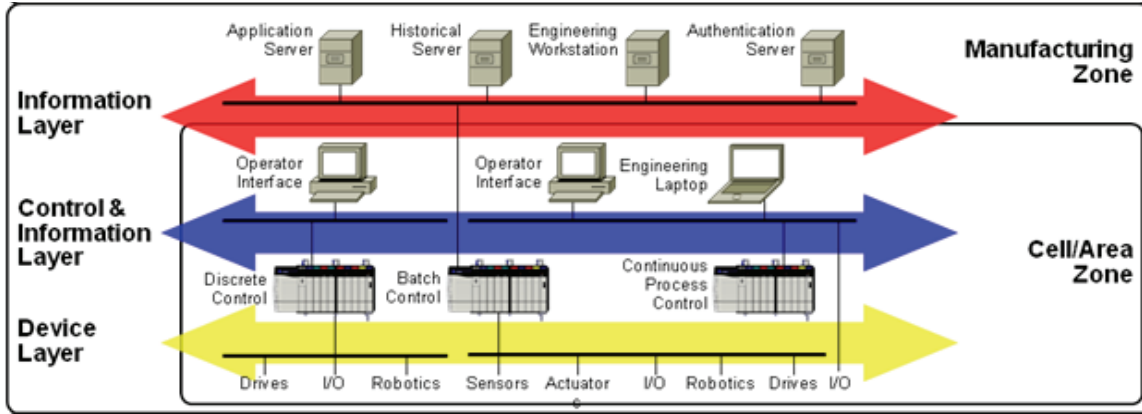 Application
Server
Historical
Server
Engineering
Workstation
Authentication
Server
Manufacturing
Zone
Information
Layer
Operator
Interface
Operator
Interface
Engineering
Laptop
Control &
Information
Layer
Discrete
Control
Batch
Control
Continuous
Process
Control
Cell/Area
Zone
Device
Layer
Drives
I/O
Robotics
Sensors
Actuator
I/O
Robotics
Drives
I/O